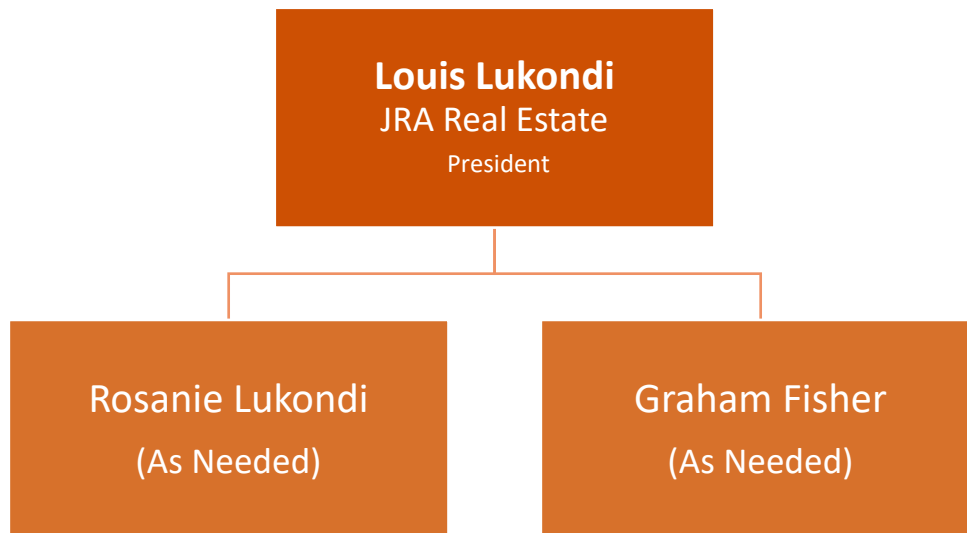 Louis Lukondi
JRA Real Estate
President
Rosanie Lukondi
(As Needed)
Graham Fisher
(As Needed)